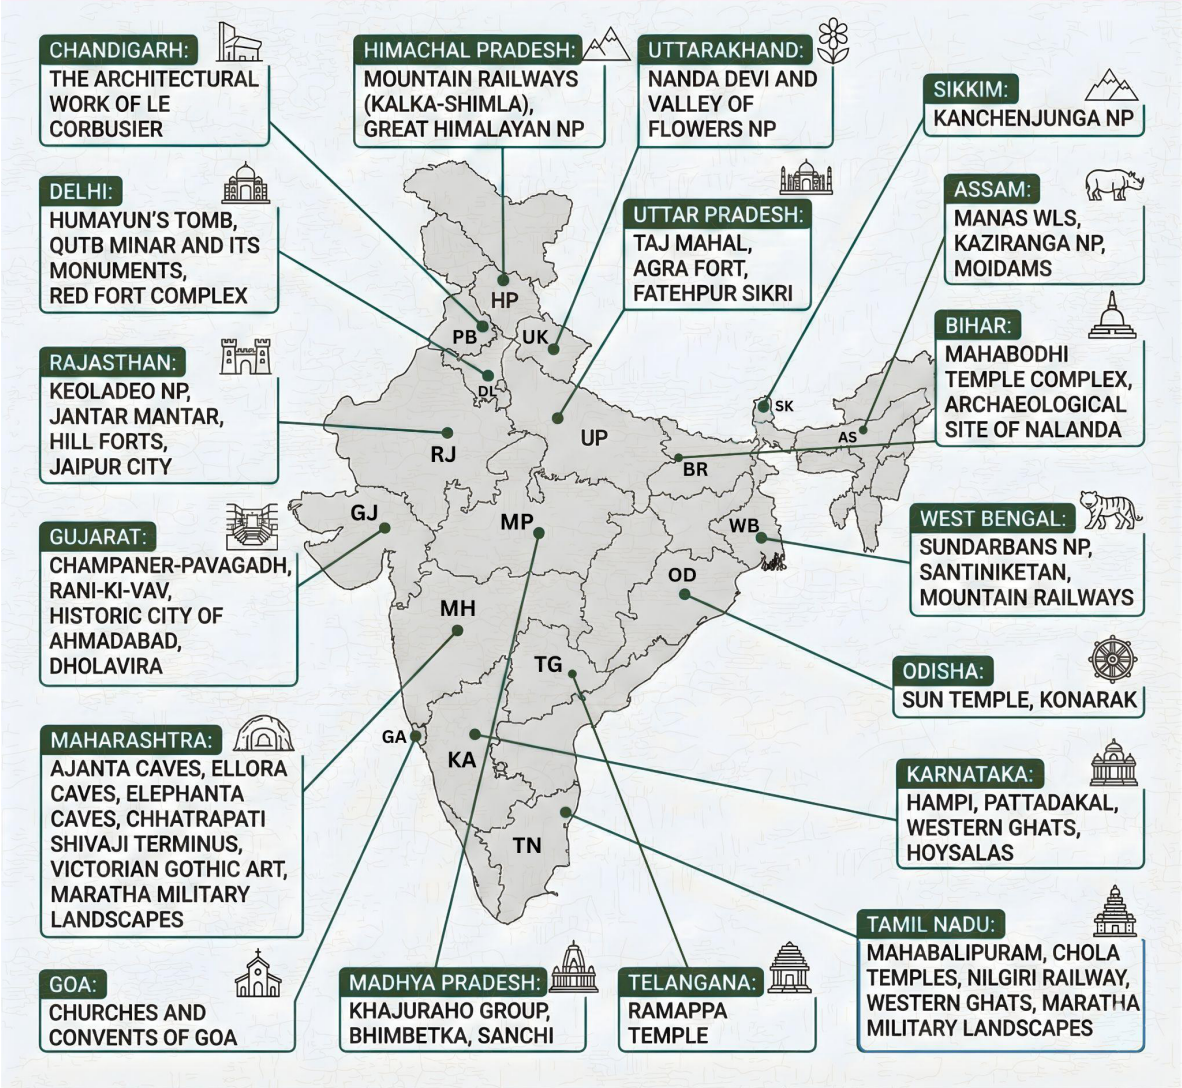 CHANDIGARH:
THE ARCHITECTURAL
WORK OF LE
CORBUSIER
HIMACHAL PRADESH:
MOUNTAIN RAILWAYS
(KALKA-SHIMLA),
GREAT HIMALAYAN NP
UTTARAKHAND:
NANDA DEVI AND
VALLEY OF
FLOWERS NP
SIKKIM:
KANCHENJUNGA NP
DELHI:
HUMAYUN'S TOMB,
QUTB MINAR AND ITS
MONUMENTS,
RED FORT COMPLEX
UTTAR PRADESH:
TAJ MAHAL,
AGRA FORT,
FATEHPUR SIKRI
ASSAM:
MANAS WLS,
KAZIRANGA NP,
MOIDAMS
BIHAR:
MAHABODHI
TEMPLE COMPLEX,
ARCHAEOLOGICAL
SITE OF NALANDA
RAJASTHAN:
KEOLADEO NP,
JANTAR MANTAR,
HILL FORTS,
JAIPUR CITY
HP
PB
UK
DL
SK
AS
UP
RJ
BR
GJ
MP
WB
OD
MH
TG
GA
KA
TN
GUJARAT:
CHAMPANER-PAVAGADH,
RANI-KI-VAV,
HISTORIC CITY OF
AHMADABAD,
DHOLAVIRA
WEST BENGAL:
SUNDARBANS NP,
SANTINIKETAN,
MOUNTAIN RAILWAYS
ODISHA:
SUN TEMPLE, KONARAK
MAHARASHTRA:
AJANTA CAVES, ELLORA
CAVES, ELEPHANTA
CAVES, CHHATRAPATI
SHIVAJI TERMINUS,
VICTORIAN GOTHIC ART,
MARATHA MILITARY
LANDSCAPES
KARNATAKA:
HAMPI, PATTADAKAL,
WESTERN GHATS,
HOYSALAS
GOA:
CHURCHES AND
CONVENTS OF GOA
MADHYA PRADESH:
KHAJURAHO GROUP,
BHIMBETKA, SANCHI
TELANGANA:
RAMAPPA
TEMPLE
TAMIL NADU:
MAHABALIPURAM, CHOLA
TEMPLES, NILGIRI RAILWAY,
WESTERN GHATS, MARATHA
MILITARY LANDSCAPES